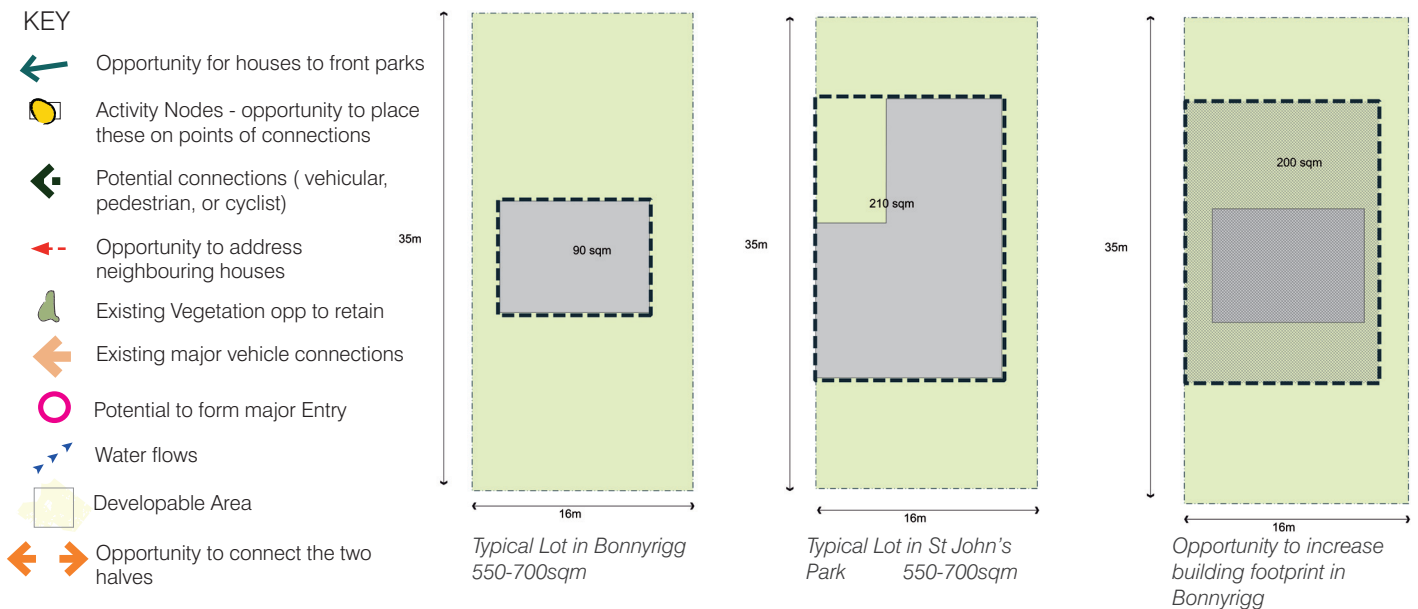 KEY
Opportunity for houses to front parks
Activity Nodes - opportunity to place
these on points of connections
Potential connections ( vehicular,
pedestrian, or cyclist)
Opportunity to address
neighbouring houses
Existing Vegetation opp to retain
Existing major vehicle connections
Potential to form major Entry
Water flows
Developable Area
Opportunity to connect the two
halves
35m
90 sqm
16m
Typical Lot in Bonnyrigg
550-700sqm
35m
210 sqm
16m
Typical Lot in St John's
Park 550-700sqm
35m
200 sqm
16m
Opportunity to increase
building footprint in
Bonnyrigg